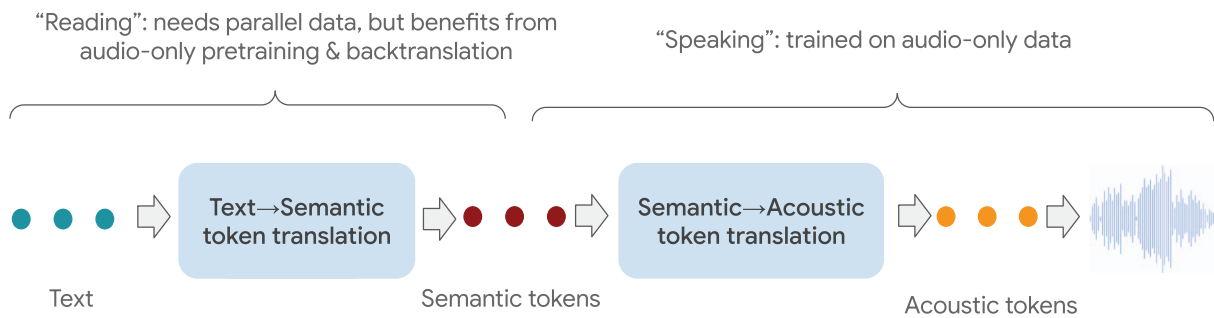 “Reading”: needs parallel data, but benefits from
audio-only pretraining & backtranslation
“Speaking”: trained on audio-only data
Text→Semantic
token translation
Semantic→Acoustic
token translation
Text
Semantic tokens
Acoustic tokens